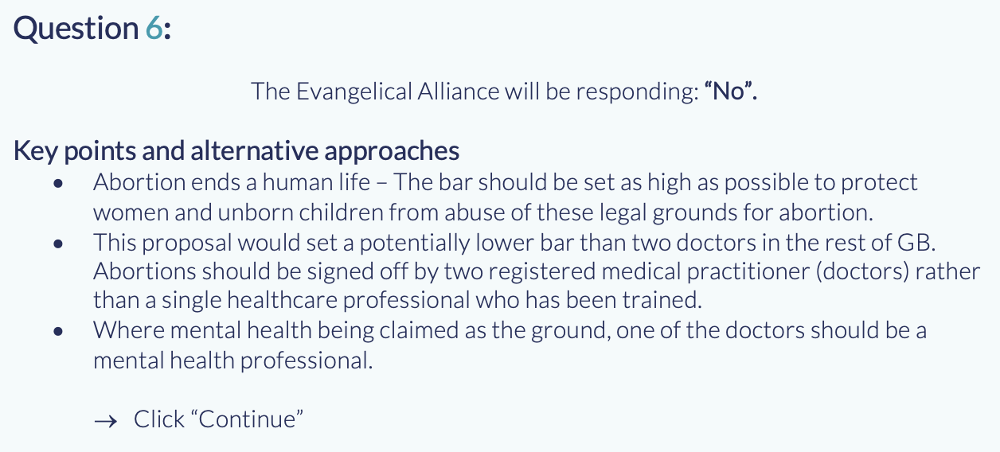 Question 6:
The Evangelical Alliance will be responding: “No”.
Key points and alternative approaches
• Abortion ends a human life – The bar should be set as high as possible to protect
women and unborn children from abuse of these legal grounds for abortion.
• This proposal would set a potentially lower bar than two doctors in the rest of GB.
Abortions should be signed off by two registered medical practitioner (doctors) rather
than a single healthcare professional who has been trained.
• Where mental health being claimed as the ground, one of the doctors should be a
mental health professional.
→ Click “Continue”